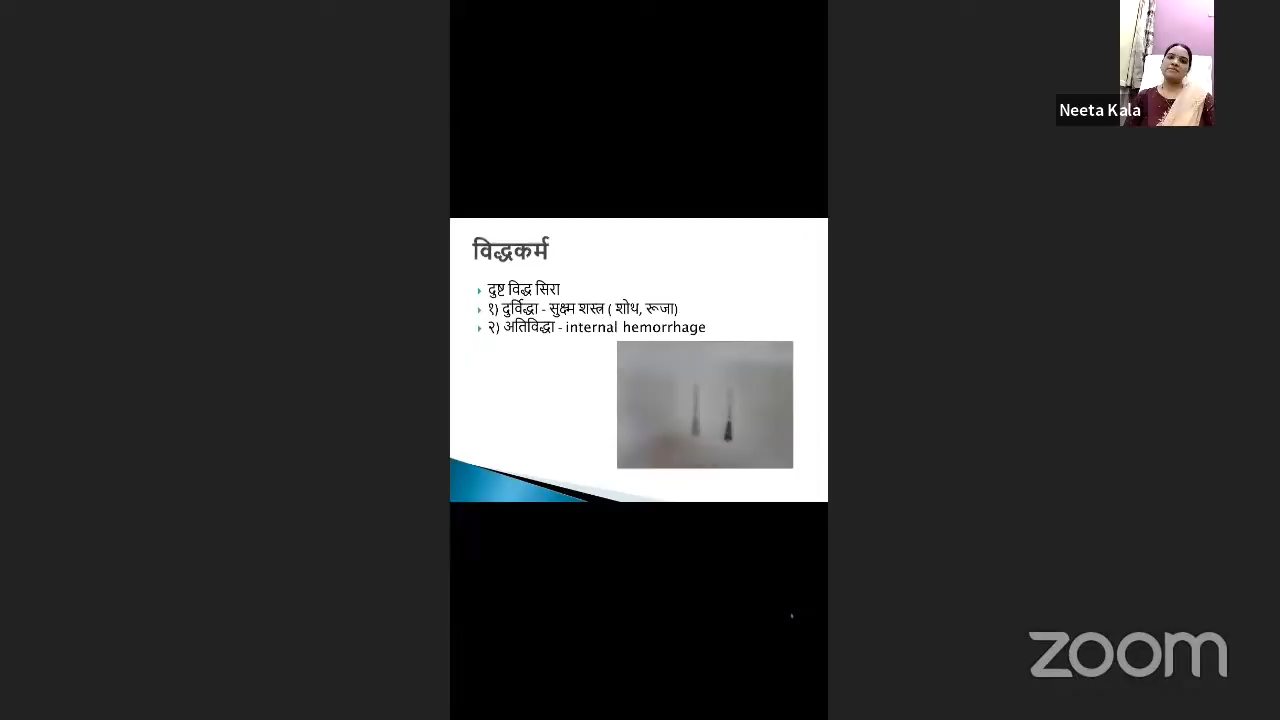 Neeta Kala
विद्धकर्म
दुष्ट विद्ध सिरा
१) दुर्विद्धा - सुक्ष्म शस्त्र ( शोथ, रूजा)
२) अतिविद्धा - internal hemorrhage
zoom